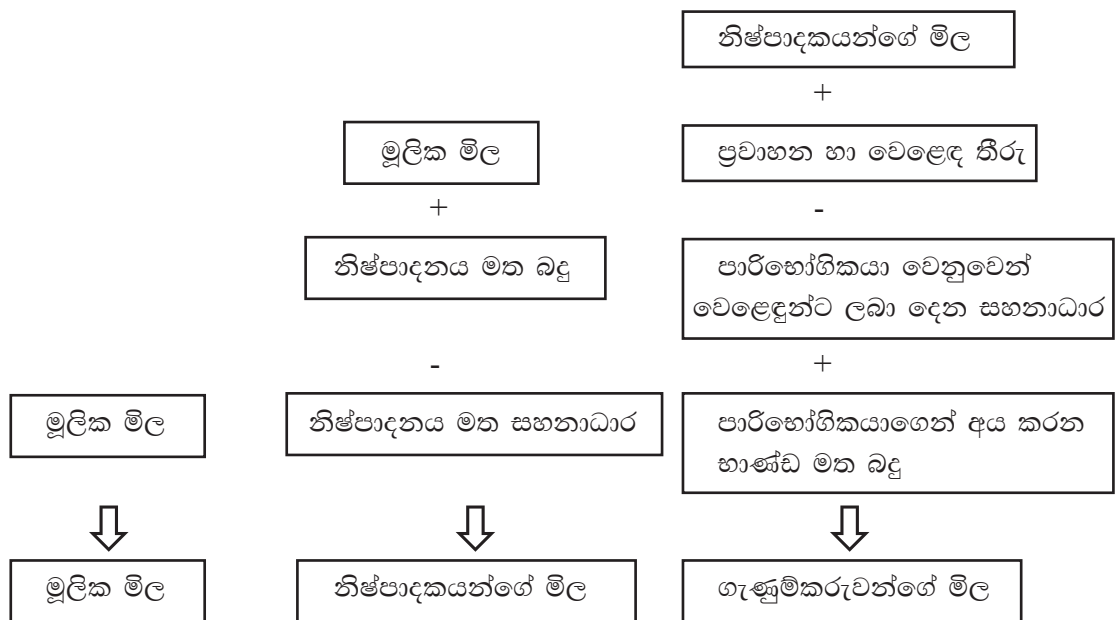 නිෂ්පාදකයන්ගේ මිල
+
මූලික මිල
ප්‍රවාහන හා වෙළෙඳ තීරු
+
-
නිෂ්පාදනය මත බදු
පාරිභෝගිකයා වෙනුවෙන්
වෙළෙඳුන්ට ලබා දෙන සහනාධාර
-
+
මූලික මිල
නිෂ්පාදනය මත සහනාධාර
පාරිභෝගිකයාගෙන් අය කරන
භාණ්ඩ මත බදු
මූලික මිල
නිෂ්පාදකයන්ගේ මිල
ගැණුම්කරුවන්ගේ මිල